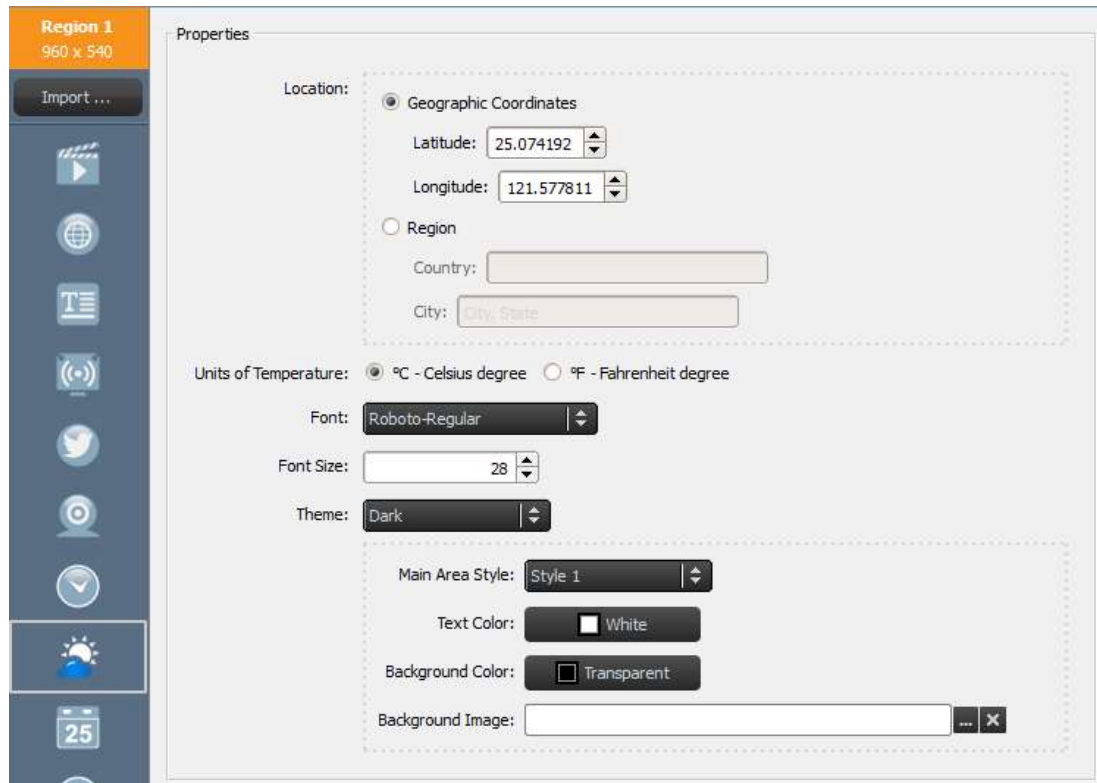 Region 1
960 x 540
Import ...
25
Properties
Location:
Geographic Coordinates
Latitude: 25.074192
Longitude: 121.577811
Region
Country:
City: City, State
Units of Temperature: ºC - Celsius degree ºF - Fahrenheit degree
Font: Roboto-Regular
Font Size: 28
Theme: Dark
Main Area Style: Style 1
Text Color: White
Background Color: Transparent
Background Image: ...